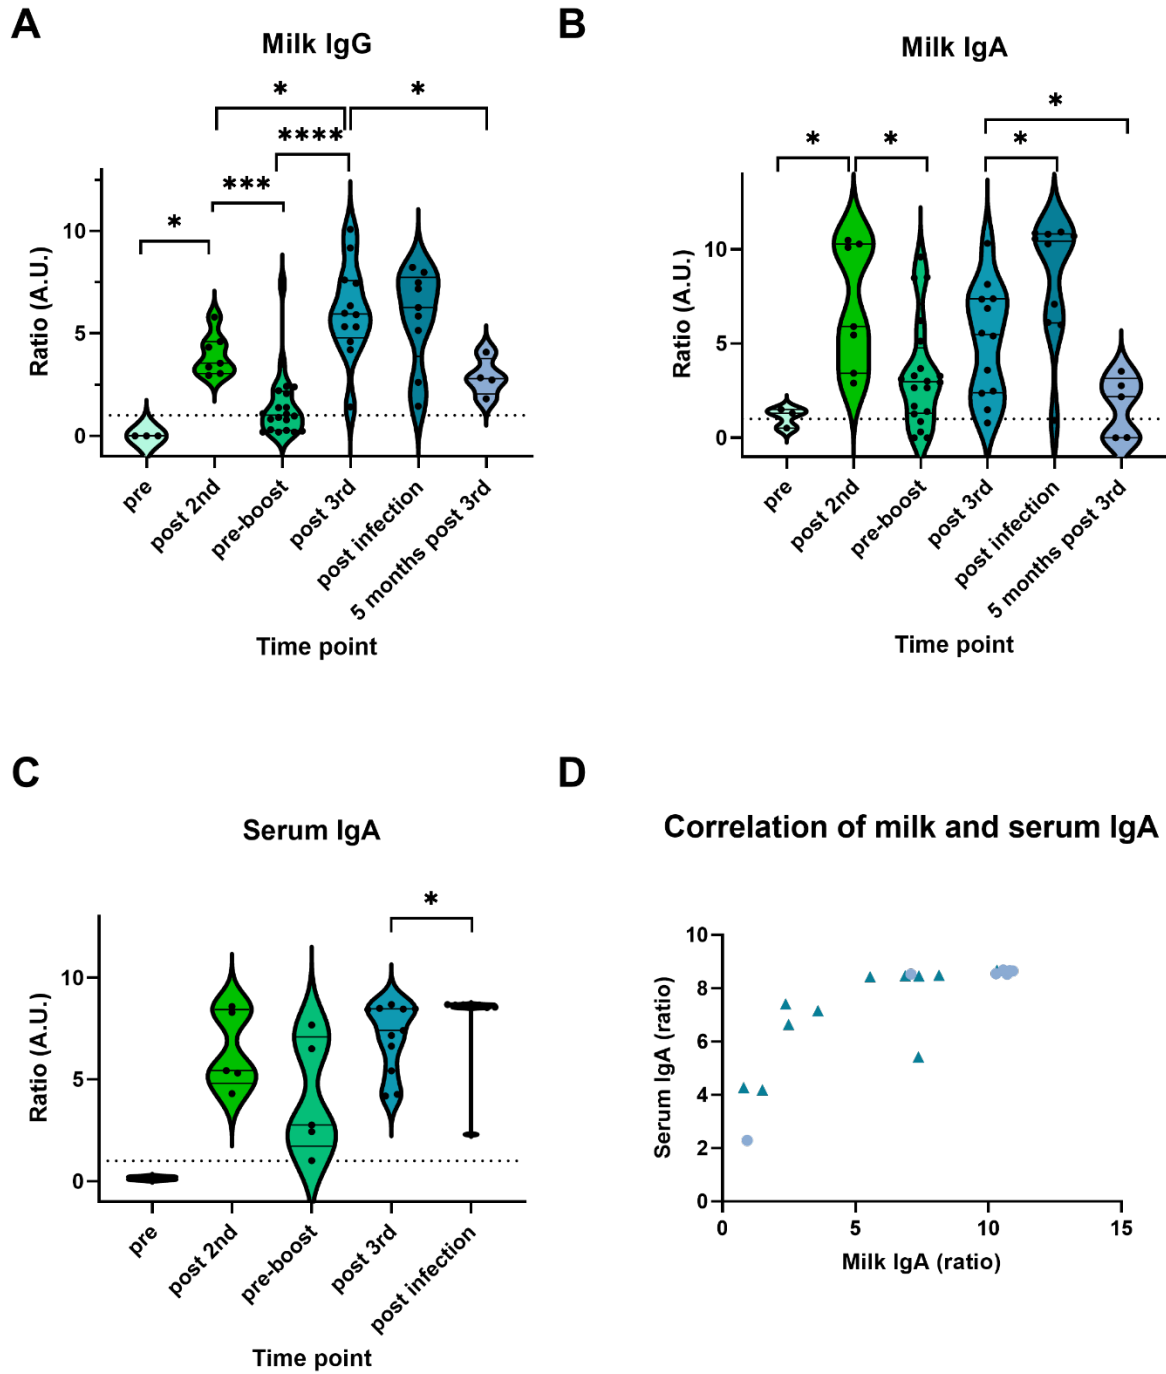 A
Milk IgG
*
*
****
***
*
Ratio (A.U.)
10
5
0
pre
post 2nd
pre-boost
post 3rd
post infection
5 months post 3rd
Time point
B
Milk IgA
*
*
*
*
Ratio (A.U.)
10
5
0
pre
post 2nd
pre-boost
post 3rd
post infection
5 months post 3rd
Time point
C
Serum IgA
*
Ratio (A.U.)
10
5
0
pre
post 2nd
pre-boost
post 3rd
post infection
Time point
D
Correlation of milk and serum IgA
Serum IgA (ratio)
10
8
6
4
2
0
0 5 10 15
Milk IgA (ratio)